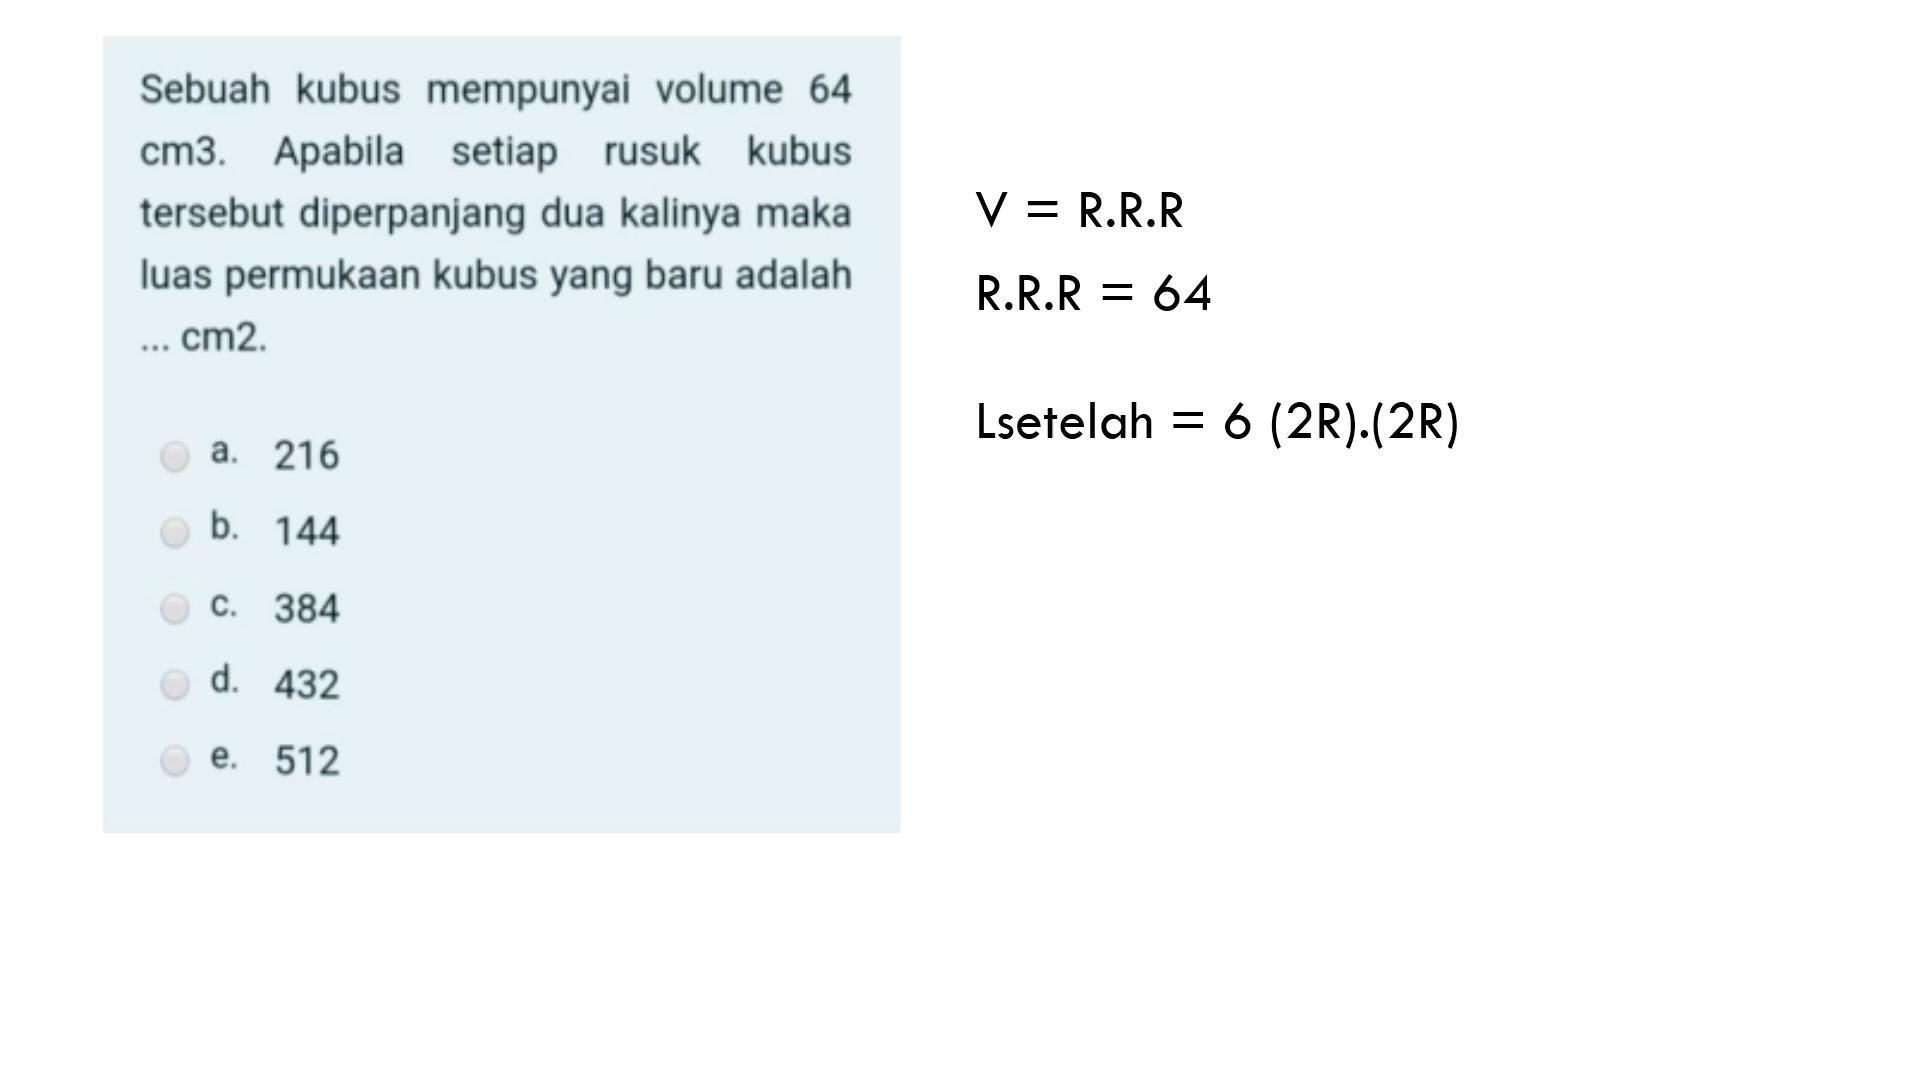 Sebuah kubus mempunyai volume 64
cm3. Apabila setiap rusuk kubus
tersebut diperpanjang dua kalinya maka
luas permukaan kubus yang baru adalah
... cm2.
a. 216
b. 144
c. 384
d. 432
e. 512
V = R.R.R
R.R.R = 64
Lsetelah = 6 (2R).(2R)